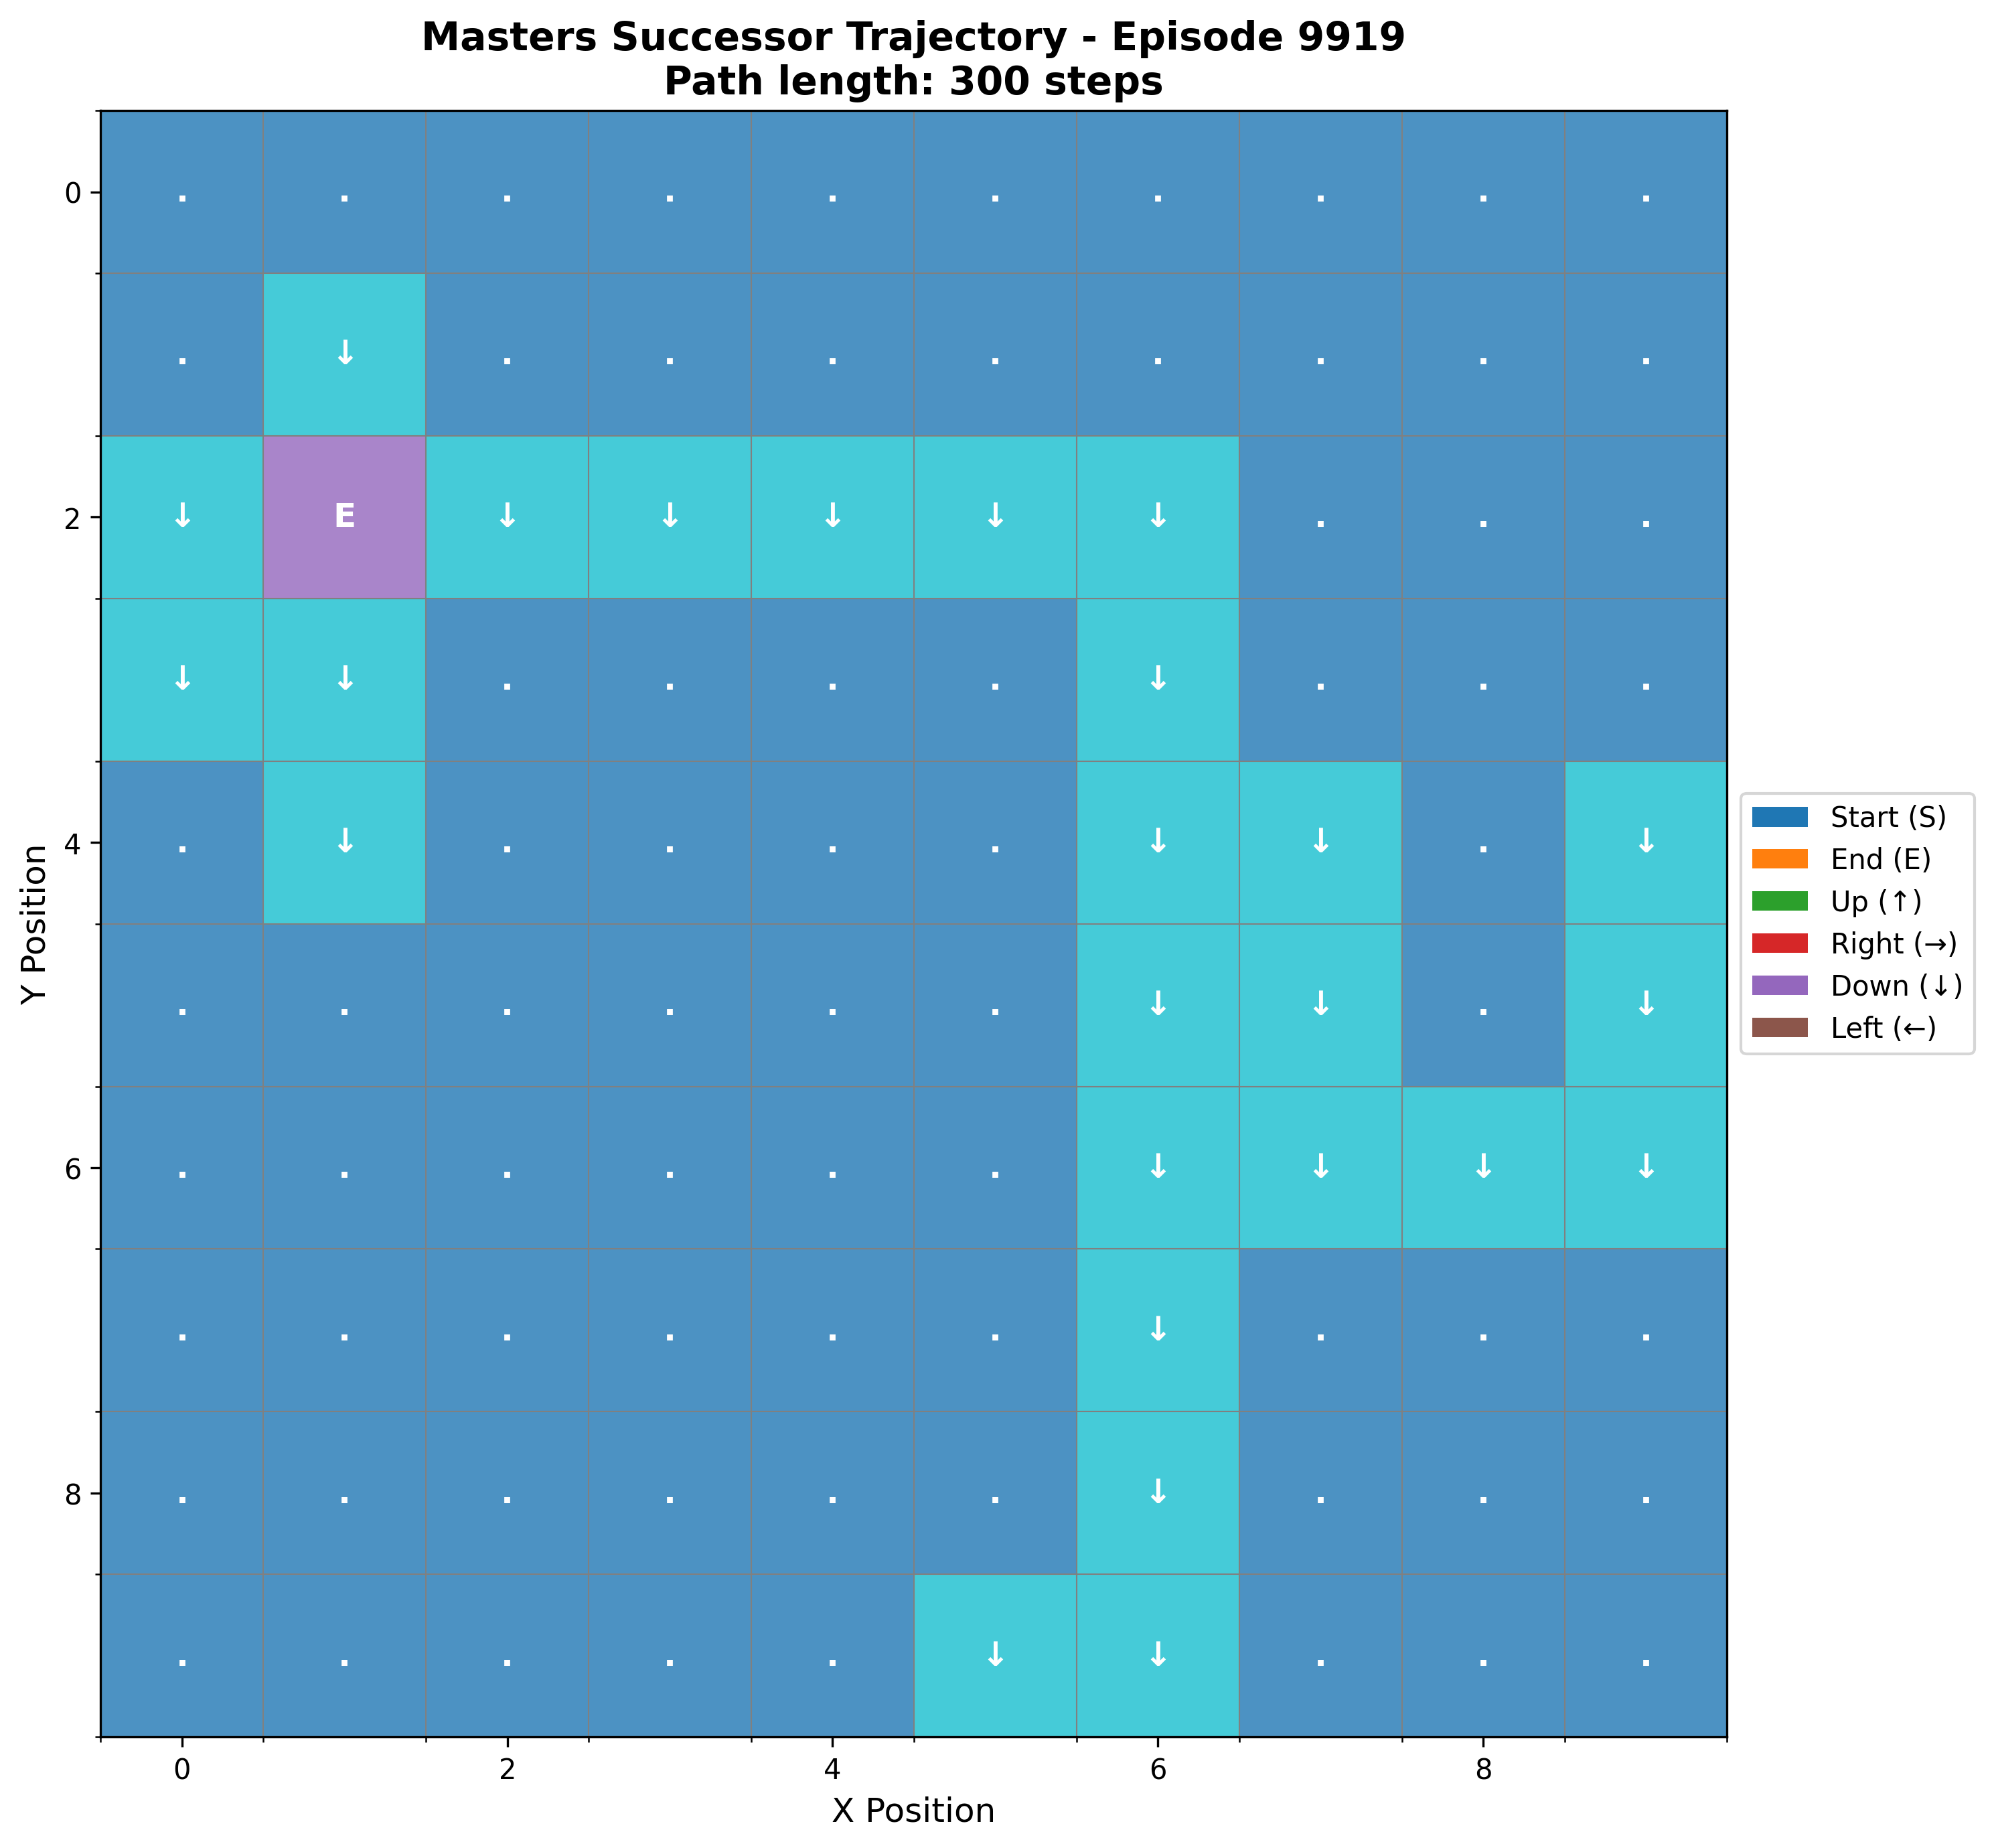 Masters Successor Trajectory - Episode 9919
Path length: 300 steps
0 . . . . . . . . . .
. ↓ . . . . . . . .
2 ↓ E ↓ ↓ ↓ ↓ ↓ . . .
↓ ↓ . . . . ↓ . . .
4 . ↓ . . . . ↓ ↓ . ↓
. . . . . . ↓ ↓ . ↓
6 . . . . . . ↓ ↓ ↓ ↓
. . . . . . ↓ . . .
8 . . . . . . ↓ . . .
. . . . . ↓ ↓ . . .
0 2 4 6 8
X Position
Y Position
Start (S)
End (E)
Up (↑)
Right (→)
Down (↓)
Left (←)